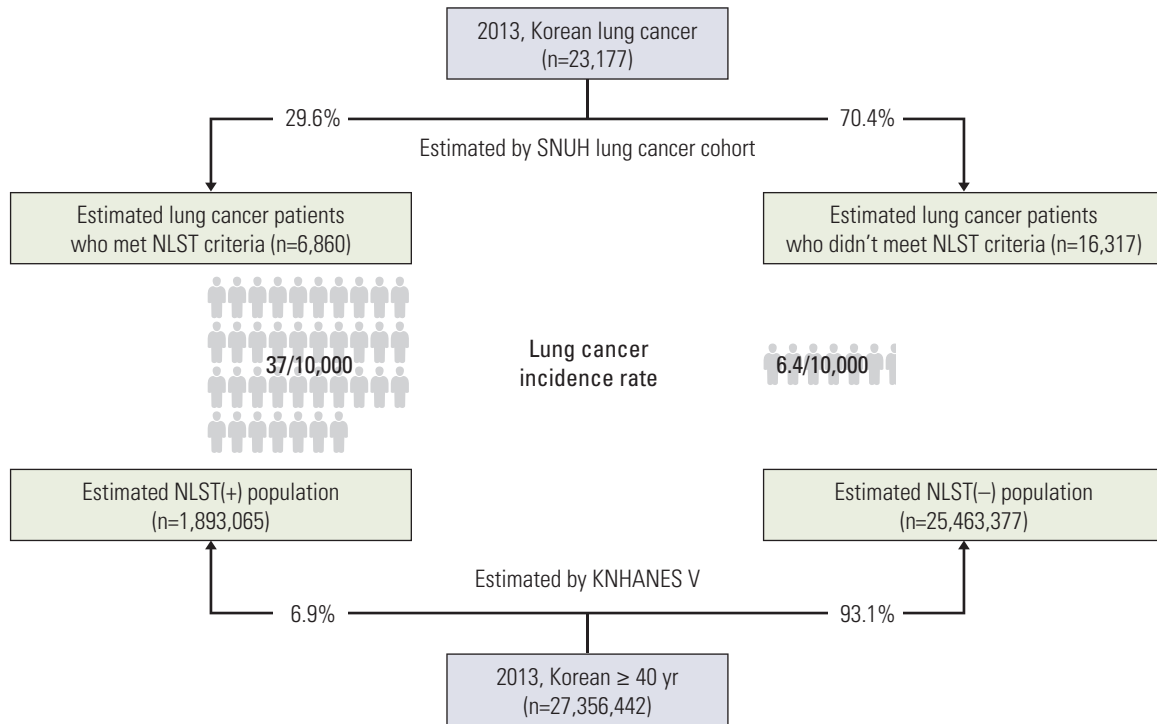 2013, Korean lung cancer
(n=23,177)
29.6%
70.4%
Estimated by SNUH lung cancer cohort
Estimated lung cancer patients
who met NLST criteria (n=6,860)
Estimated lung cancer patients
who didn't meet NLST criteria (n=16,317)
37/10,000
Lung cancer
incidence rate
6.4/10,000
Estimated NLST(+) population
(n=1,893,065)
Estimated NLST(–) population
(n=25,463,377)
Estimated by KNHANES V
6.9%
93.1%
2013, Korean ≥ 40 yr
(n=27,356,442)